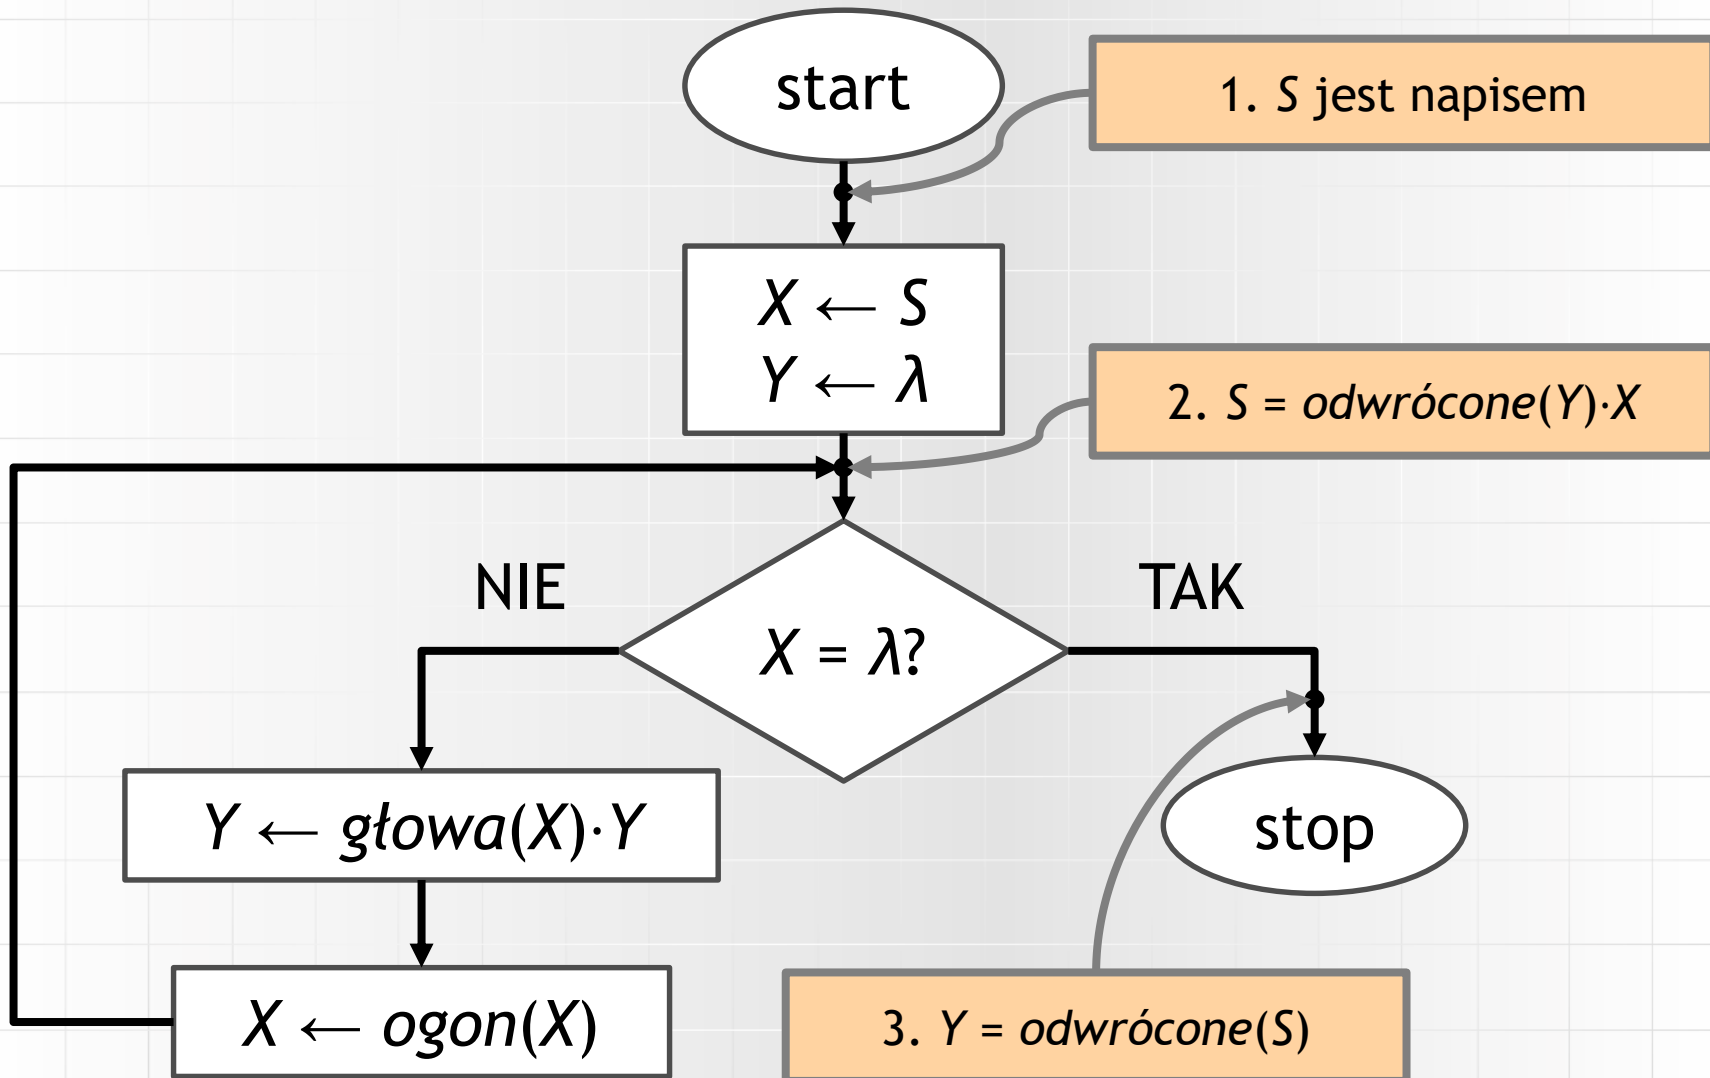 start
1. S jest napisem
X ← S
Y ← λ
2. S = odwrócone(Y)·X
NIE
TAK
X = λ?
Y ← głowa(X)·Y
stop
X ← ogon(X)
3. Y = odwrócone(S)